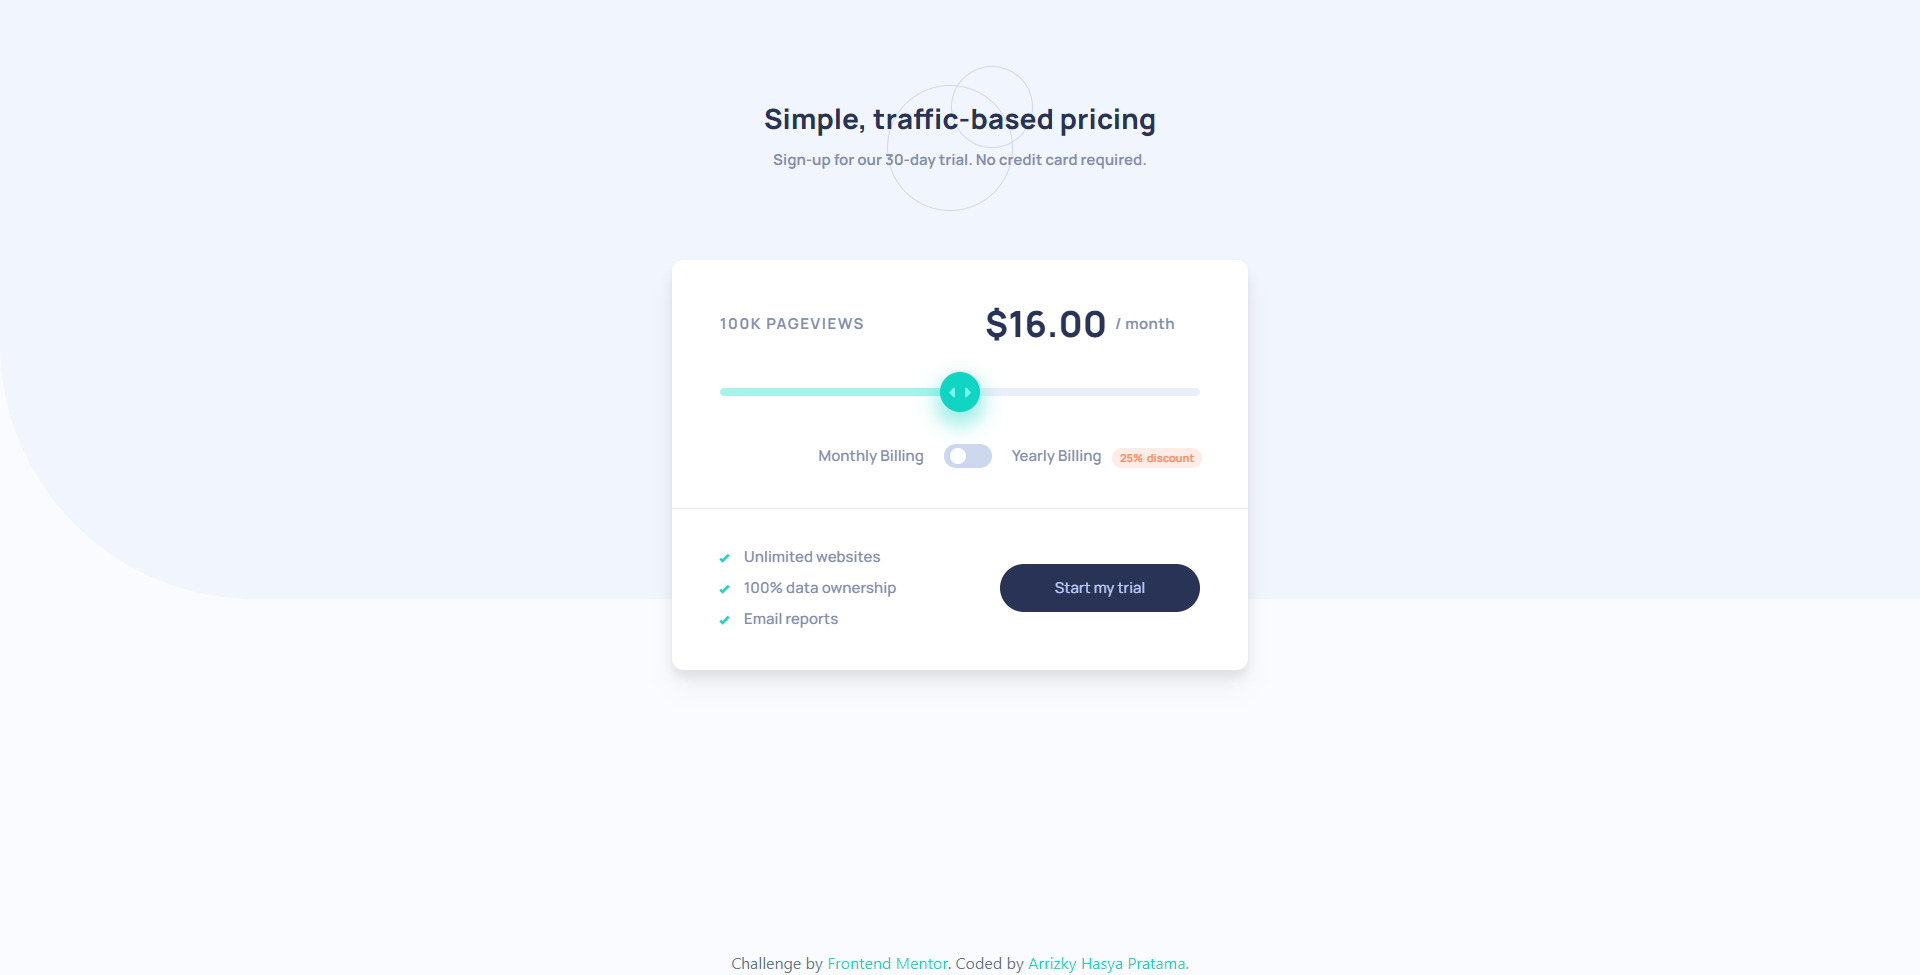 Simple, traffic-based pricing
Sign-up for our 30-day trial. No credit card required.
100K PAGEVIEWS $16.00 / month
Monthly Billing Yearly Billing 25% discount
Unlimited websites
100% data ownership
Email reports
Start my trial
Challenge by Frontend Mentor. Coded by Arrizky Hasya Pratama.